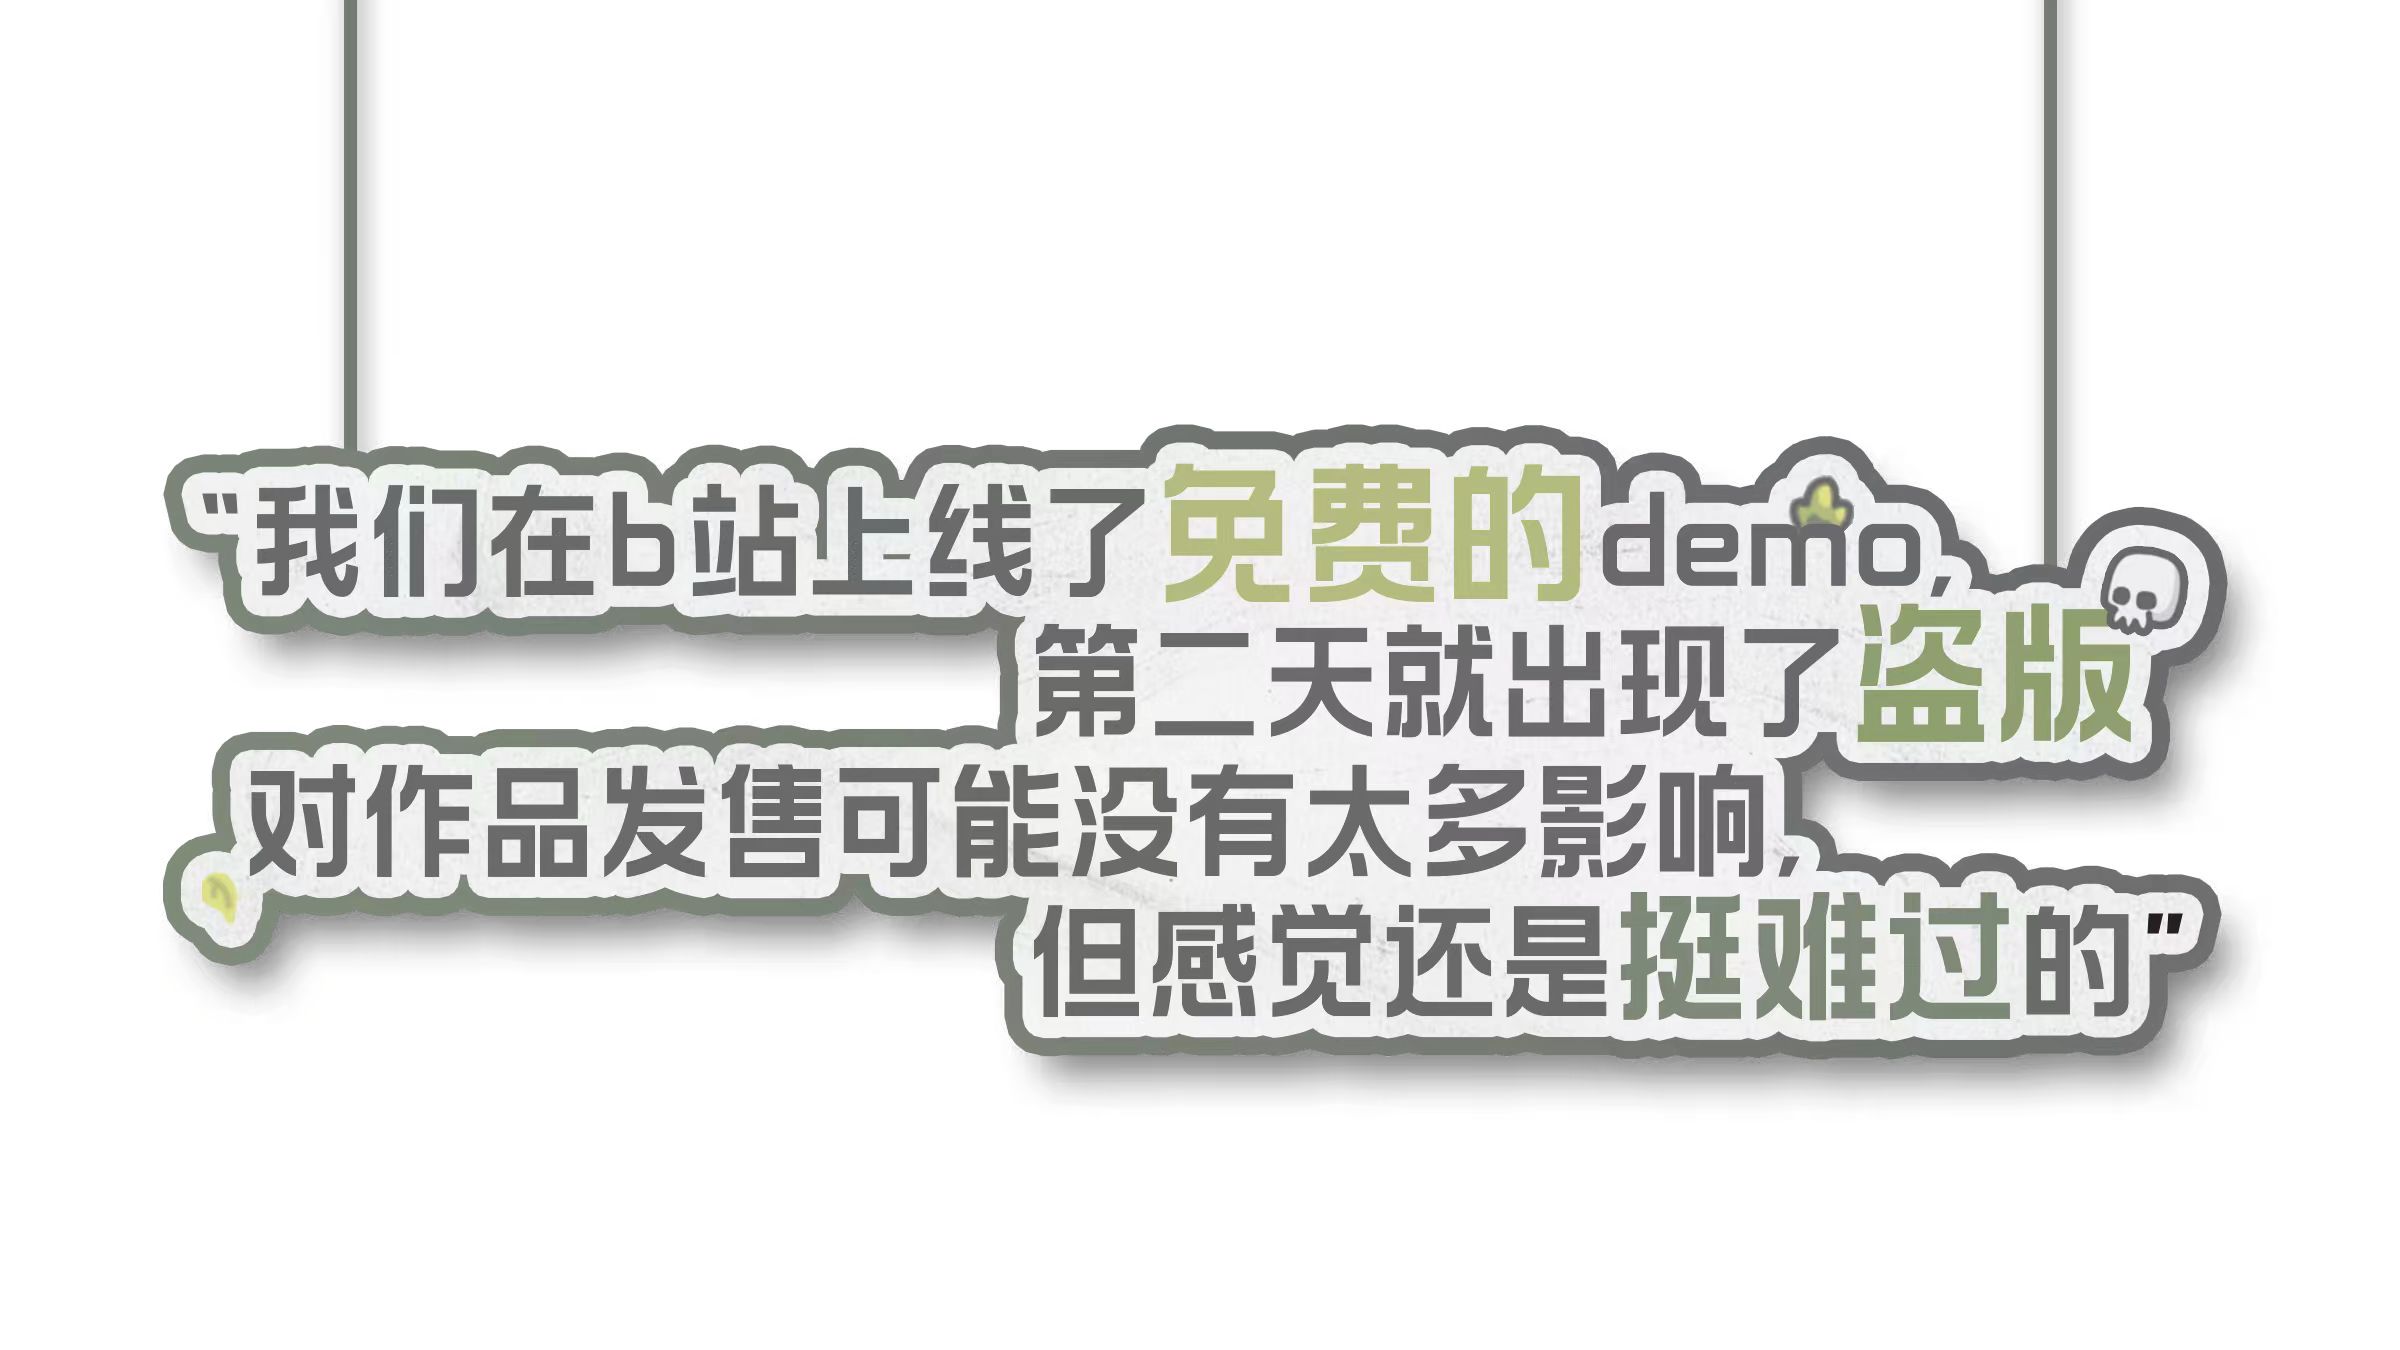 "我们在b站上线了免费的demo,
第二天就出现了盗版
对作品发售可能没有太多影响,
但感觉还是挺难过的"